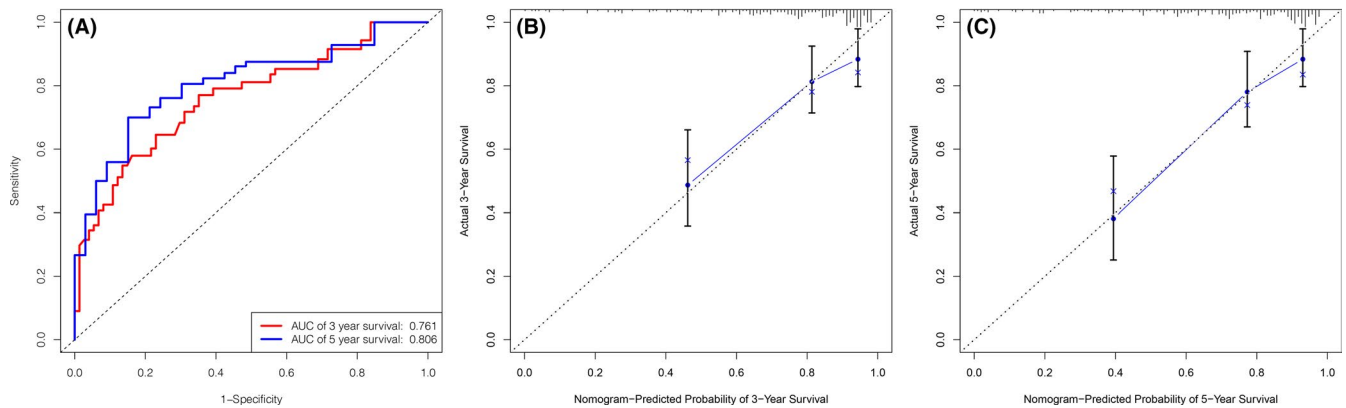 (A)
Sensitivity
1.0
0.8
0.6
0.4
0.2
0.0
AUC of 3 year survival: 0.761
AUC of 5 year survival: 0.806
0.0 0.2 0.4 0.6 0.8 1.0
1−Specificity
(B)
Actual 3−Year Survival
1.0
0.8
0.6
0.4
0.2
0.0
0.0 0.2 0.4 0.6 0.8 1.0
Nomogram−Predicted Probability of 3−Year Survival
(C)
Actual 5−Year Survival
1.0
0.8
0.6
0.4
0.2
0.0
0.0 0.2 0.4 0.6 0.8 1.0
Nomogram−Predicted Probability of 5−Year Survival